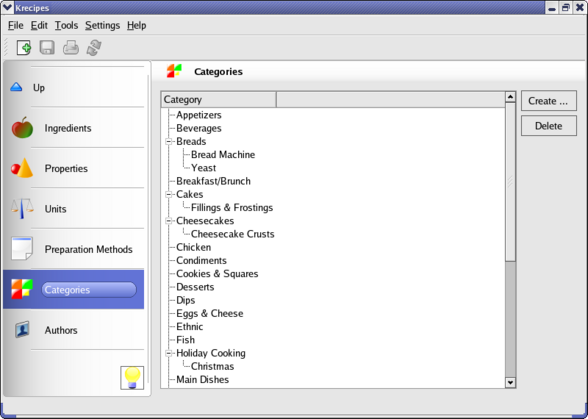 Krecipes
File Edit Tools Settings Help
Up
Ingredients
Properties
Units
Preparation Methods
Categories
Authors
Categories
Category
Appetizers
Beverages
Breads
Bread Machine
Yeast
Breakfast/Brunch
Cakes
Fillings & Frostings
Cheesecakes
Cheesecake Crusts
Chicken
Condiments
Cookies & Squares
Desserts
Dips
Eggs & Cheese
Ethnic
Fish
Holiday Cooking
Christmas
Main Dishes
Create ...
Delete